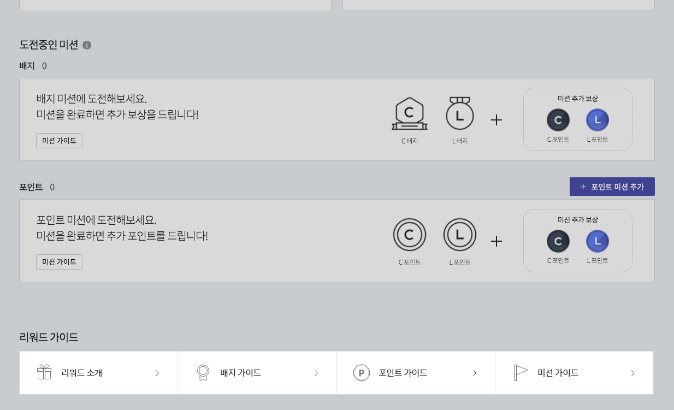 도전중인 미션
배지 0
배지 미션에 도전해보세요.
미션을 완료하면 추가 보상을 드립니다!
미션 가이드
C
C 배지
L
L 배지
+
미션 추가 보상
C
C 포인트
L
L 포인트
포인트 0
+ 포인트 미션 추가
포인트 미션에 도전해보세요.
미션을 완료하면 추가 포인트를 드립니다!
미션 가이드
C
C 포인트
L
L 포인트
+
미션 추가 보상
C
C 포인트
L
L 포인트
리워드 가이드
리워드 소개
배지 가이드
P 포인트 가이드
미션 가이드